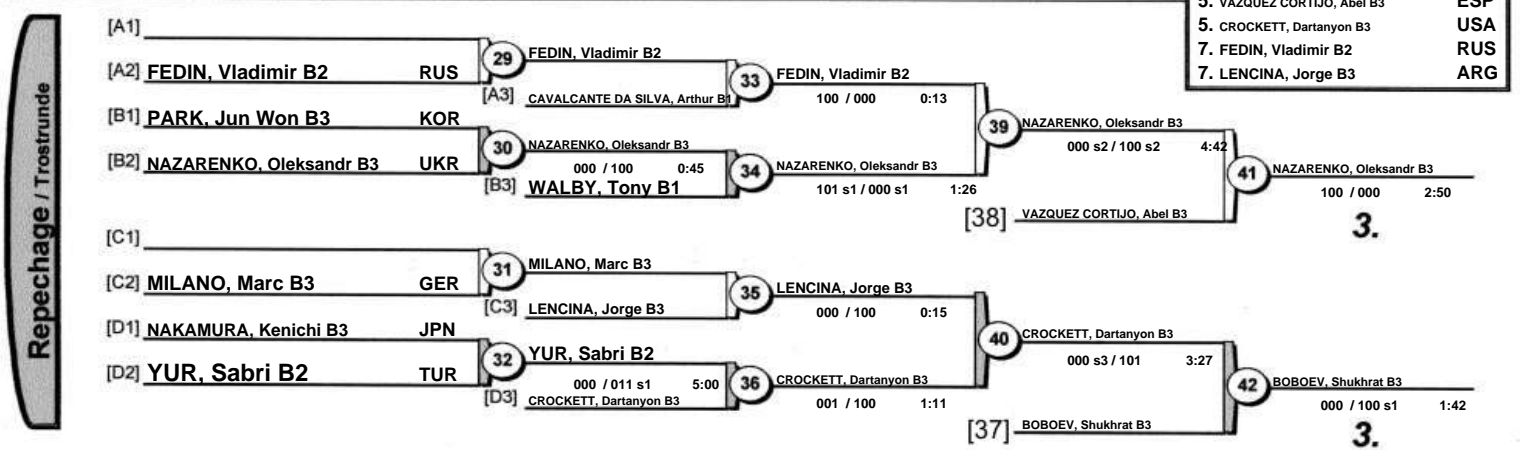 5. VAZQUEZ CORTIJO, Abel B3 ESP
5. CROCKETT, Dartanyon B3 USA
7. FEDIN, Vladimir B2 RUS
7. LENCINA, Jorge B3 ARG
Repechage / Trostrunde
[A1]
[A2] FEDIN, Vladimir B2 RUS
29 FEDIN, Vladimir B2
[A3] CAVALCANTE DA SILVA, Arthur B1
33 FEDIN, Vladimir B2
100 / 000 0:13
[B1] PARK, Jun Won B3 KOR
[B2] NAZARENKO, Oleksandr B3 UKR
30 NAZARENKO, Oleksandr B3
000 / 100 0:45
[B3] WALBY, Tony B1
34 NAZARENKO, Oleksandr B3
101 s1 / 000 s1 1:26
39 NAZARENKO, Oleksandr B3
000 s2 / 100 s2 4:42
[38] VAZQUEZ CORTIJO, Abel B3
41 NAZARENKO, Oleksandr B3
100 / 000 2:50
3.
[C1]
[C2] MILANO, Marc B3 GER
31 MILANO, Marc B3
[C3] LENCINA, Jorge B3
35 LENCINA, Jorge B3
000 / 100 0:15
[D1] NAKAMURA, Kenichi B3 JPN
[D2] YUR, Sabri B2 TUR
32 YUR, Sabri B2
000 / 011 s1 5:00
[D3] CROCKETT, Dartanyon B3
36 CROCKETT, Dartanyon B3
001 / 100 1:11
40 CROCKETT, Dartanyon B3
000 s3 / 101 3:27
[37] BOBOEV, Shukhrat B3
42 BOBOEV, Shukhrat B3
000 / 100 s1 1:42
3.